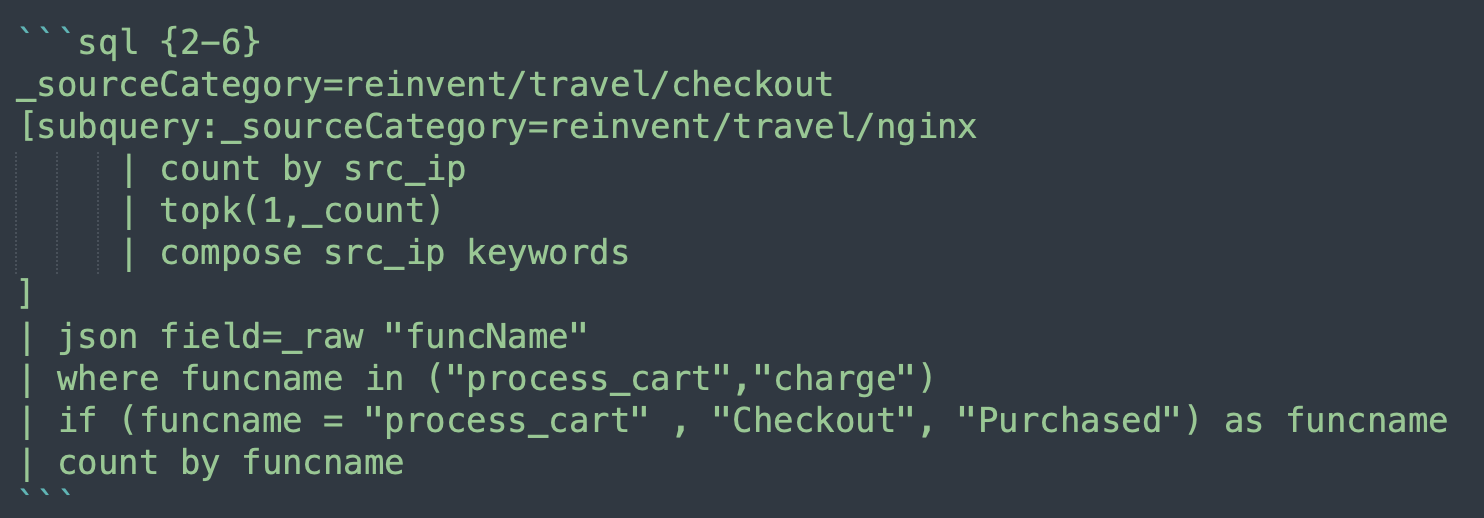 ```sql {2-6}
_sourceCategory=reinvent/travel/checkout
[subquery:_sourceCategory=reinvent/travel/nginx
     | count by src_ip
     | topk(1,_count)
     | compose src_ip keywords
]
| json field=_raw "funcName"
| where funcname in ("process_cart","charge")
| if (funcname = "process_cart" , "Checkout", "Purchased") as funcname
| count by funcname
```